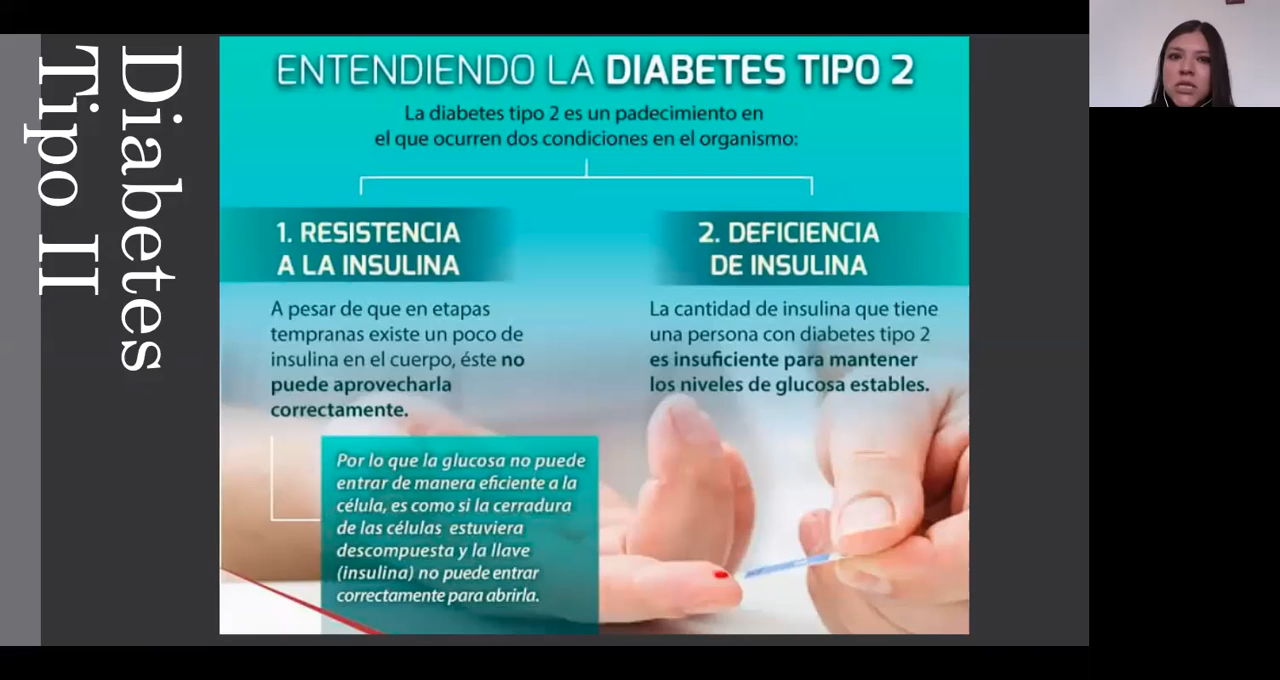 Diabetes
Tipo II
ENTENDIENDO LA DIABETES TIPO 2
La diabetes tipo 2 es un padecimiento en
el que ocurren dos condiciones en el organismo:
1. RESISTENCIA
A LA INSULINA
A pesar de que en etapas
tempranas existe un poco de
insulina en el cuerpo, éste no
puede aprovecharla
correctamente.
Por lo que la glucosa no puede
entrar de manera eficiente a la
célula, es como si la cerradura
de las células estuviera
descompuesta y la llave
(insulina) no puede entrar
correctamente para abrirla.
2. DEFICIENCIA
DE INSULINA
La cantidad de insulina que tiene
una persona con diabetes tipo 2
es insuficiente para mantener
los niveles de glucosa estables.